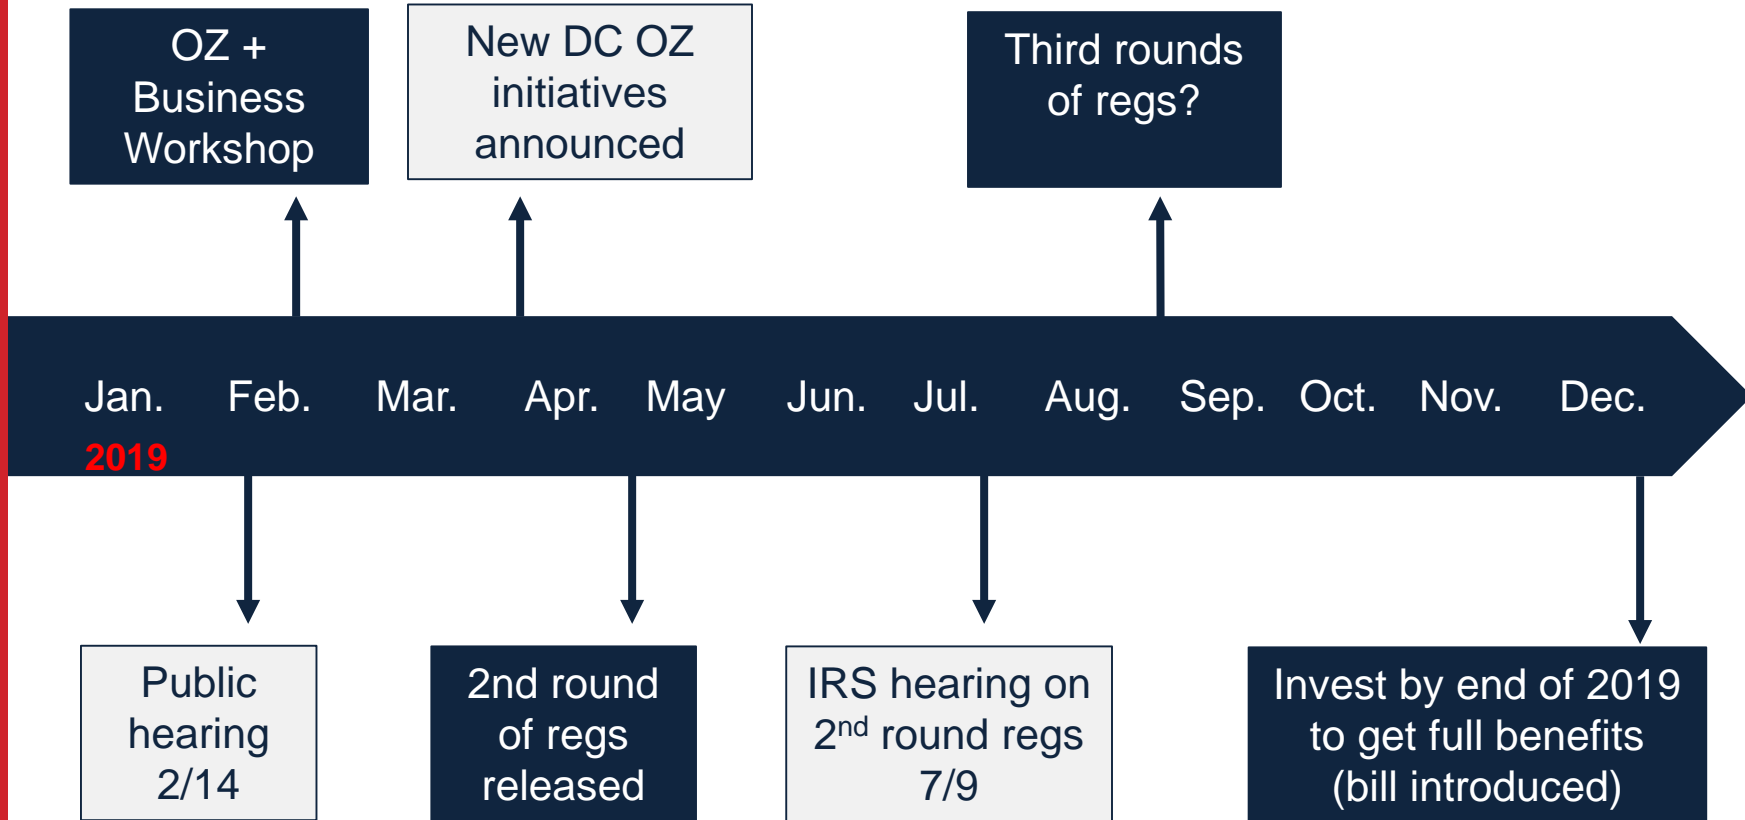 OZ +
Business
Workshop
New DC OZ
initiatives
announced
Third rounds
of regs?
Jan. Feb. Mar. Apr. May Jun. Jul. Aug. Sep. Oct. Nov. Dec.
2019
Public
hearing
2/14
2nd round
of regs
released
IRS hearing on
2nd round regs
7/9
Invest by end of 2019
to get full benefits
(bill introduced)